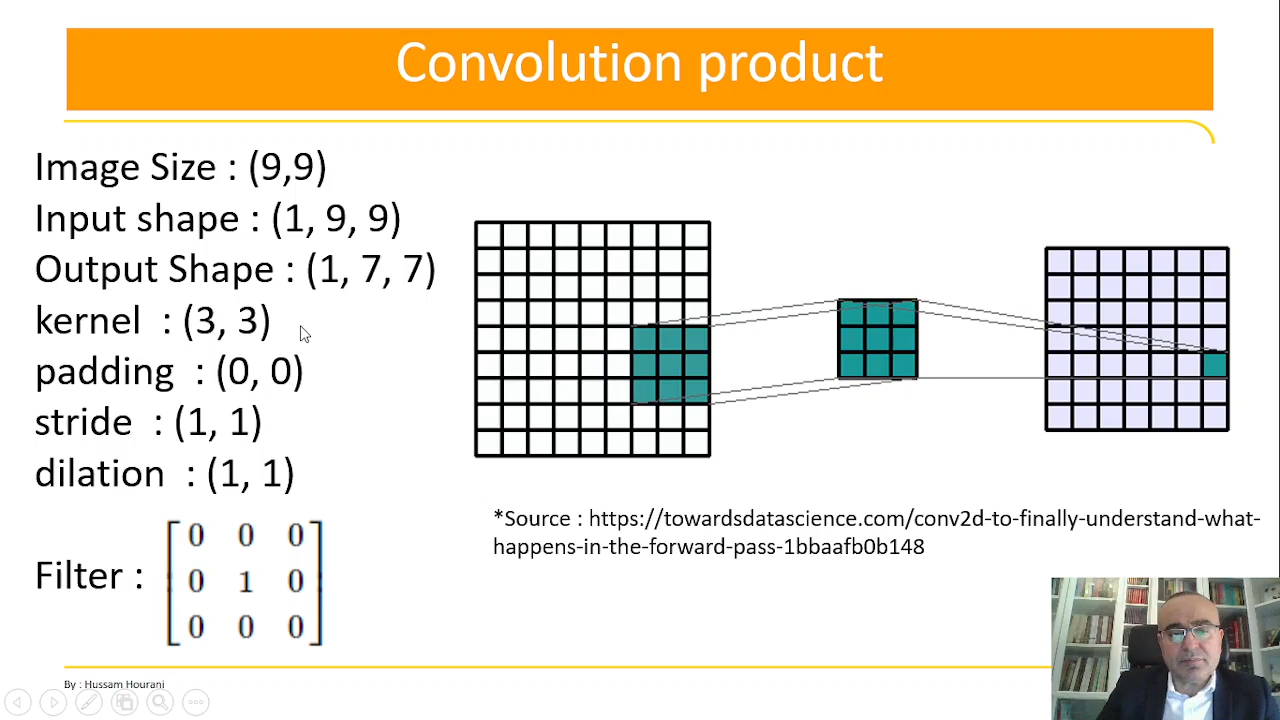 Convolution product
Image Size : (9,9)
Input shape : (1, 9, 9)
Output Shape : (1, 7, 7)
kernel : (3, 3)
padding : (0, 0)
stride : (1, 1)
dilation : (1, 1)
Filter :
0 0 0
0 1 0
0 0 0
*Source : https://towardsdatascience.com/conv2d-to-finally-understand-what-
happens-in-the-forward-pass-1bbaafb0b148
By : Hussam Hourani